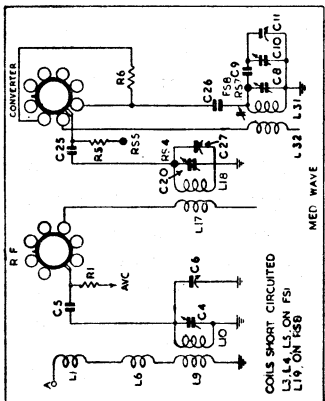 CONVERTER
R6
C26
FS8
RS7
C9
C8
C10
C11
L31
L32
C25
R5
RS5
RS4
C20
C27
L18
L17
MED WAVE
RF
R1
AVC
C5
C6
C4
L10
A
L1
L6
L9
COILS SHORT CIRCUITED
L3, L4, L5, ON FS1
L19, ON RS8